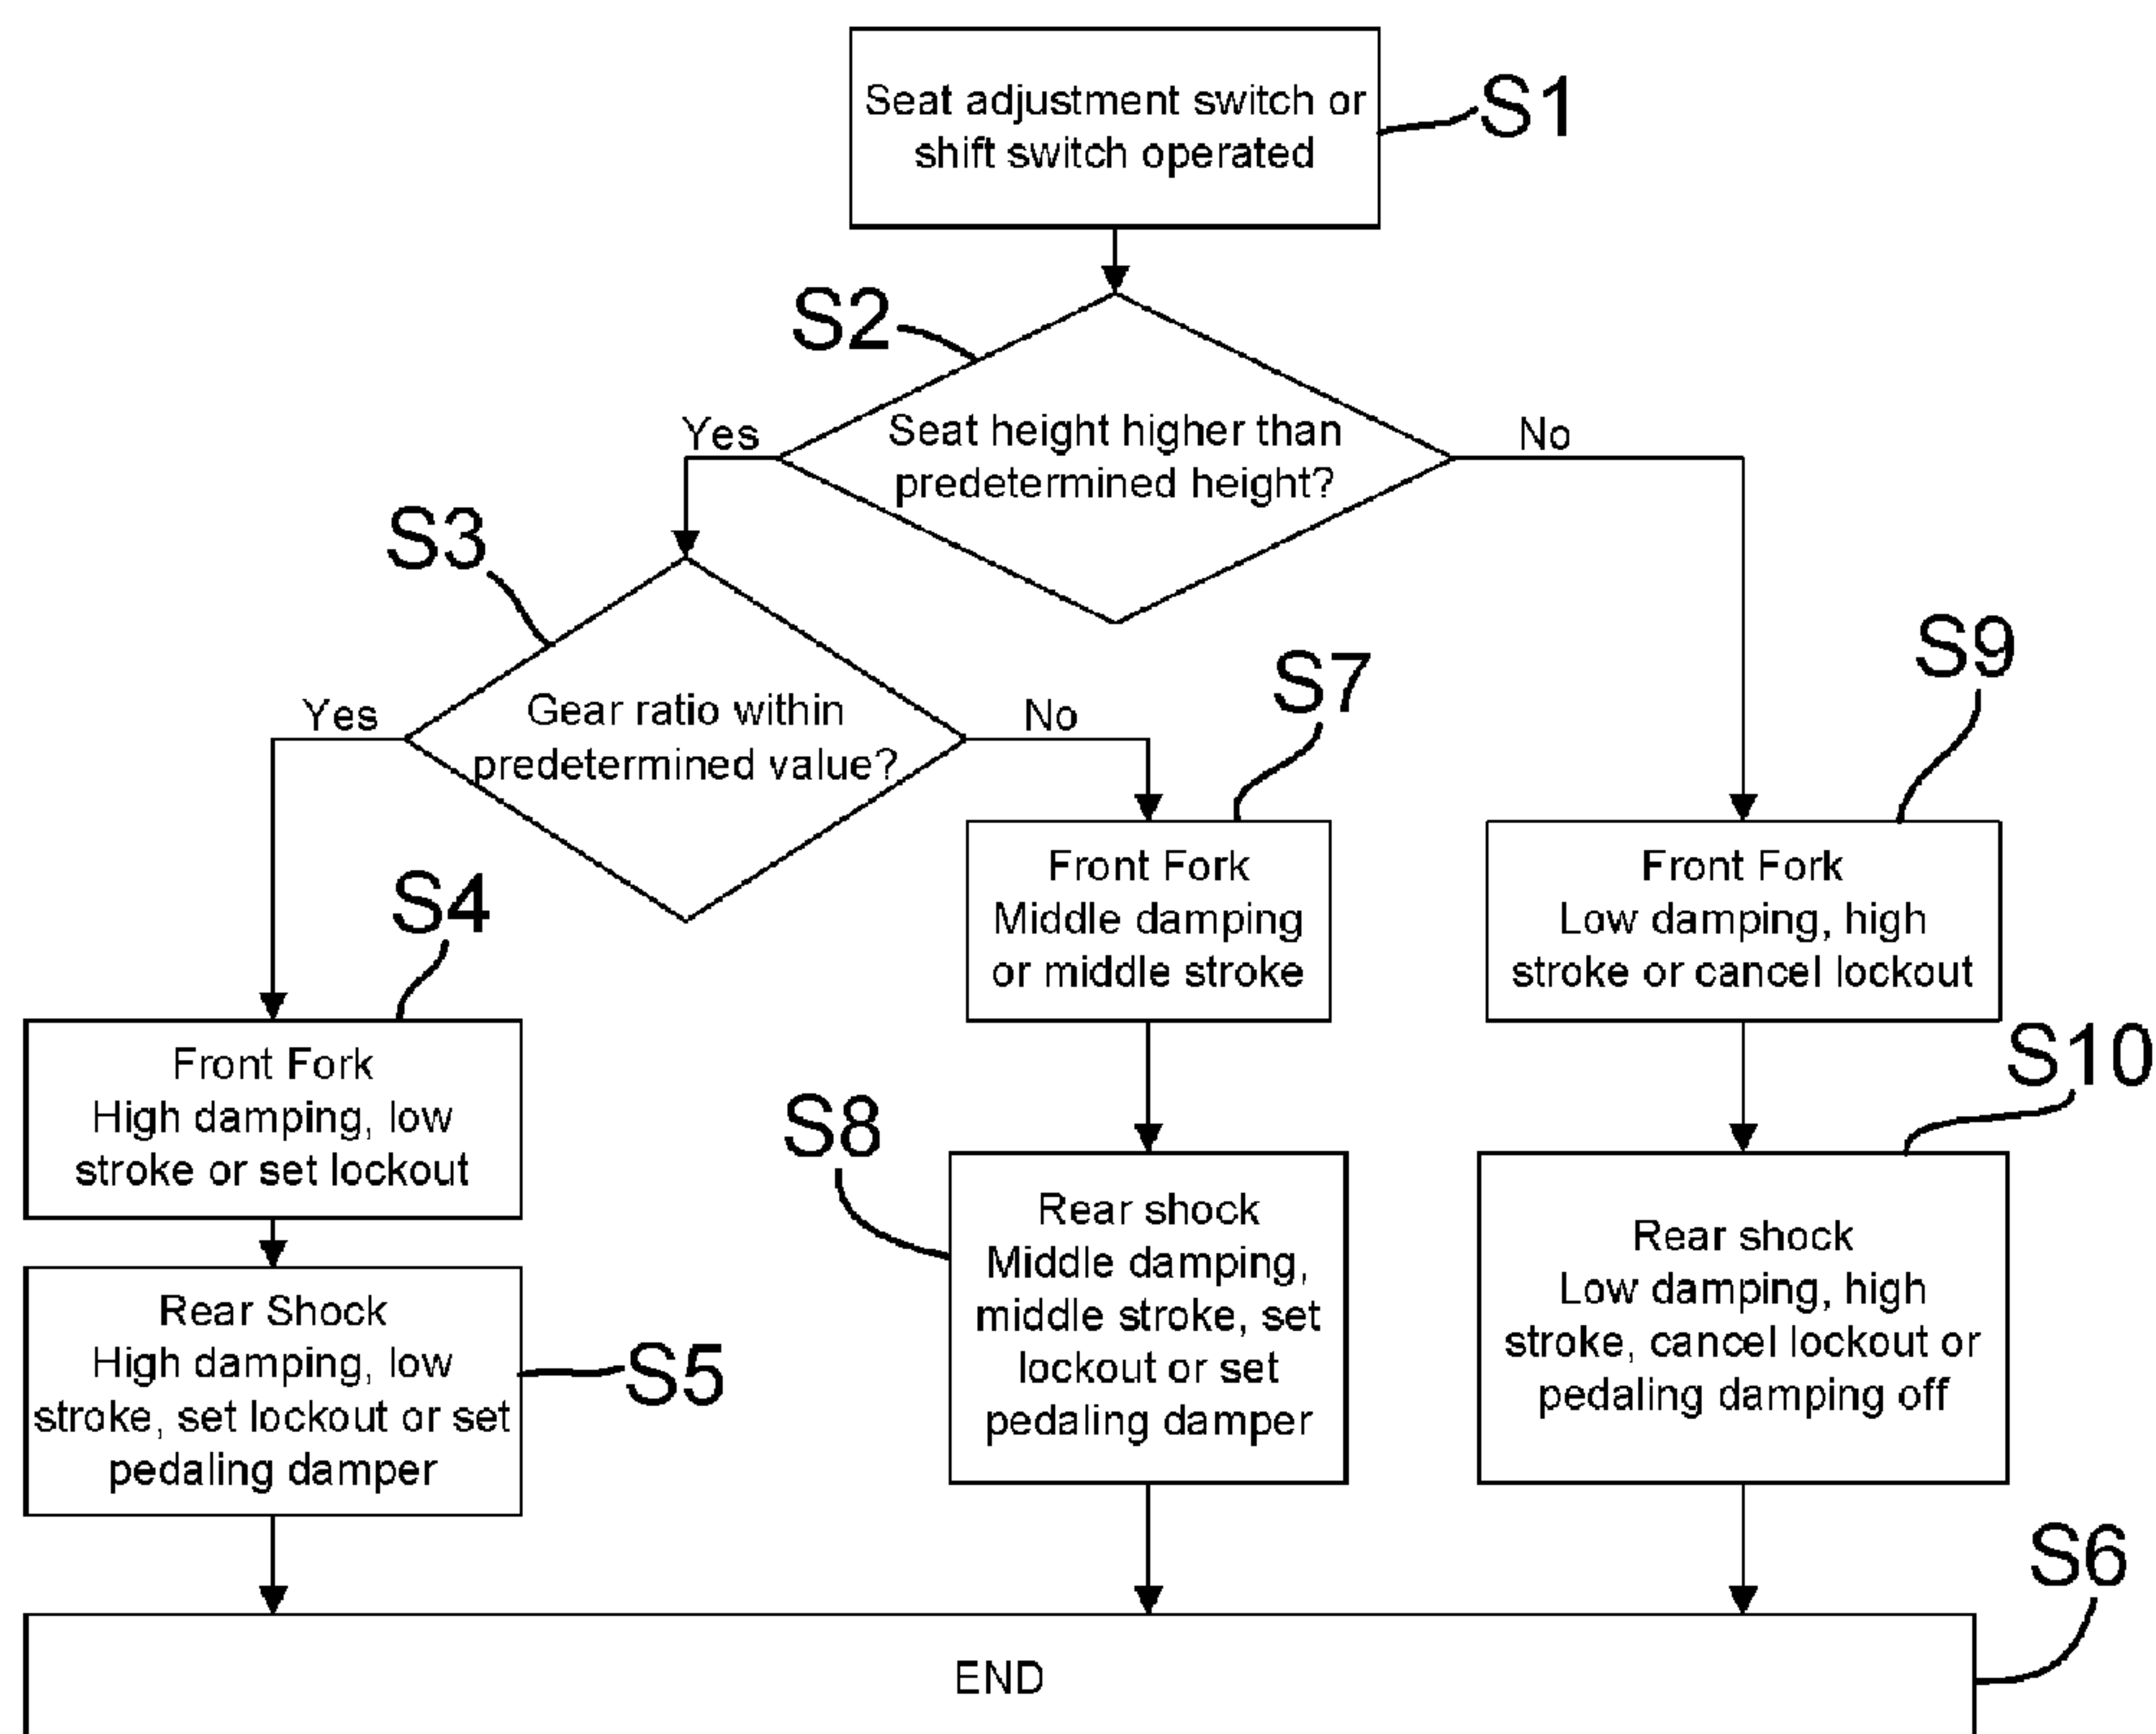 Seat adjustment switch or
shift switch operated
S1
S2
Seat height higher than
predetermined height?
Yes
No
S3
Gear ratio within
predetermined value?
Yes
No
S7
S9
Front Fork
Middle damping
or middle stroke
Front Fork
Low damping, high
stroke or cancel lockout
S4
Front Fork
High damping, low
stroke or set lockout
S10
S8
Rear shock
Middle damping,
middle stroke, set
lockout or set
pedaling damper
Rear shock
Low damping, high
stroke, cancel lockout or
pedaling damping off
Rear Shock
High damping, low
stroke, set lockout or set
pedaling damper
S5
S6
END